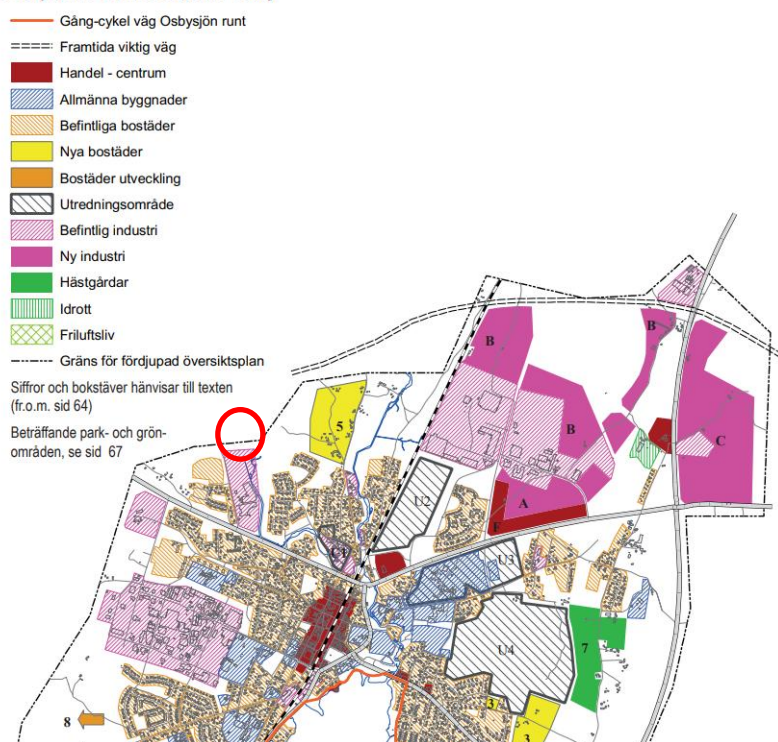 Gång-cykel väg Osbysjön runt
Framtida viktig väg
Handel - centrum
Allmänna byggnader
Befintliga bostäder
Nya bostäder
Bostäder utveckling
Utredningsområde
Befintlig industri
Ny industri
Hästgårdar
Idrott
Friluftsliv
Gräns för fördjupad översiktsplan
Siffror och bokstäver hänvisar till texten
(fr.o.m. sid 64)
Beträffande park- och grön-
områden, se sid 67
B
B
5
B
C
U2
A
F
U1
U3
U4
7
3
8
3